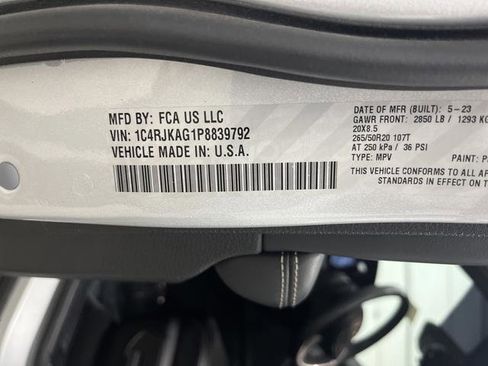 MFD BY: FCA US LLC
VIN: 1C4RJKAG1P8839792
VEHICLE MADE IN: U.S.A.
DATE OF MFR (BUILT): 5-23
GAWR FRONT: 2850 LB / 1293 KG
20X8.5
265/50R20 107T
AT 250 kPa / 36 PSI
TYPE: MPV PAINT:
THIS VEHICLE CONFORMS TO ALL
STANDARDS IN EFFECT ON T